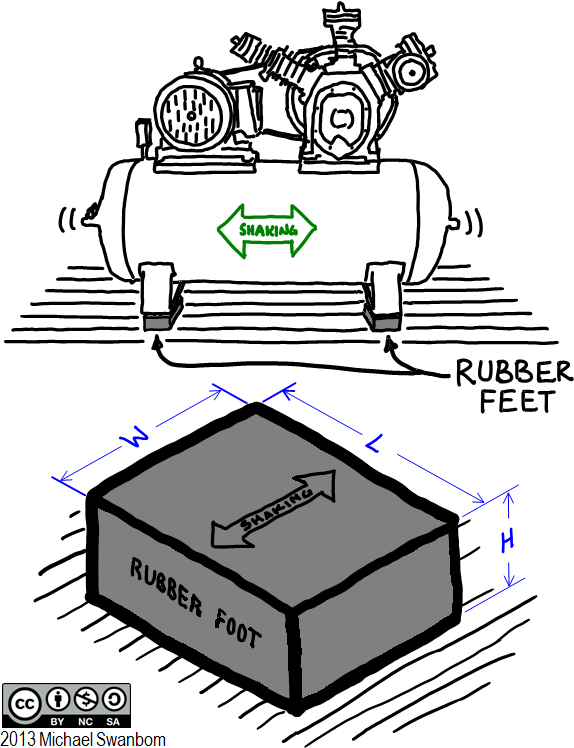 SHAKING
RUBBER
FEET
W
L
H
SHAKING
RUBBER FOOT
cc
BY NC SA
2013 Michael Swanbom